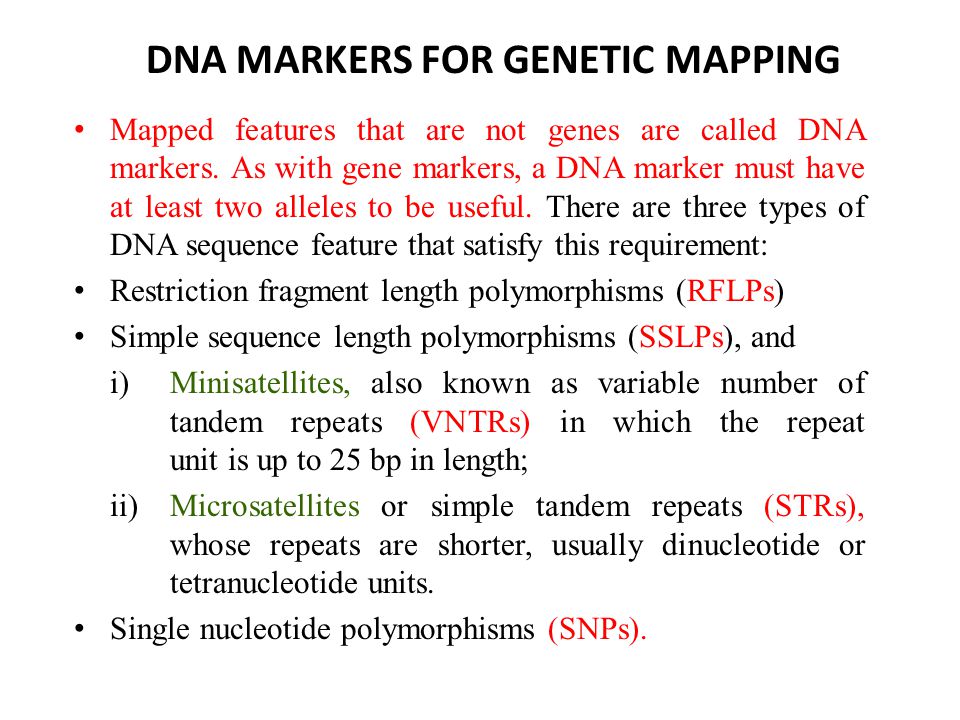 DNA MARKERS FOR GENETIC MAPPING
• Mapped features that are not genes are called DNA
markers. As with gene markers, a DNA marker must have
at least two alleles to be useful. There are three types of
DNA sequence feature that satisfy this requirement:
• Restriction fragment length polymorphisms (RFLPs)
• Simple sequence length polymorphisms (SSLPs), and
i) Minisatellites, also known as variable number of
tandem repeats (VNTRs) in which the repeat
unit is up to 25 bp in length;
ii) Microsatellites or simple tandem repeats (STRs),
whose repeats are shorter, usually dinucleotide or
tetranucleotide units.
• Single nucleotide polymorphisms (SNPs).